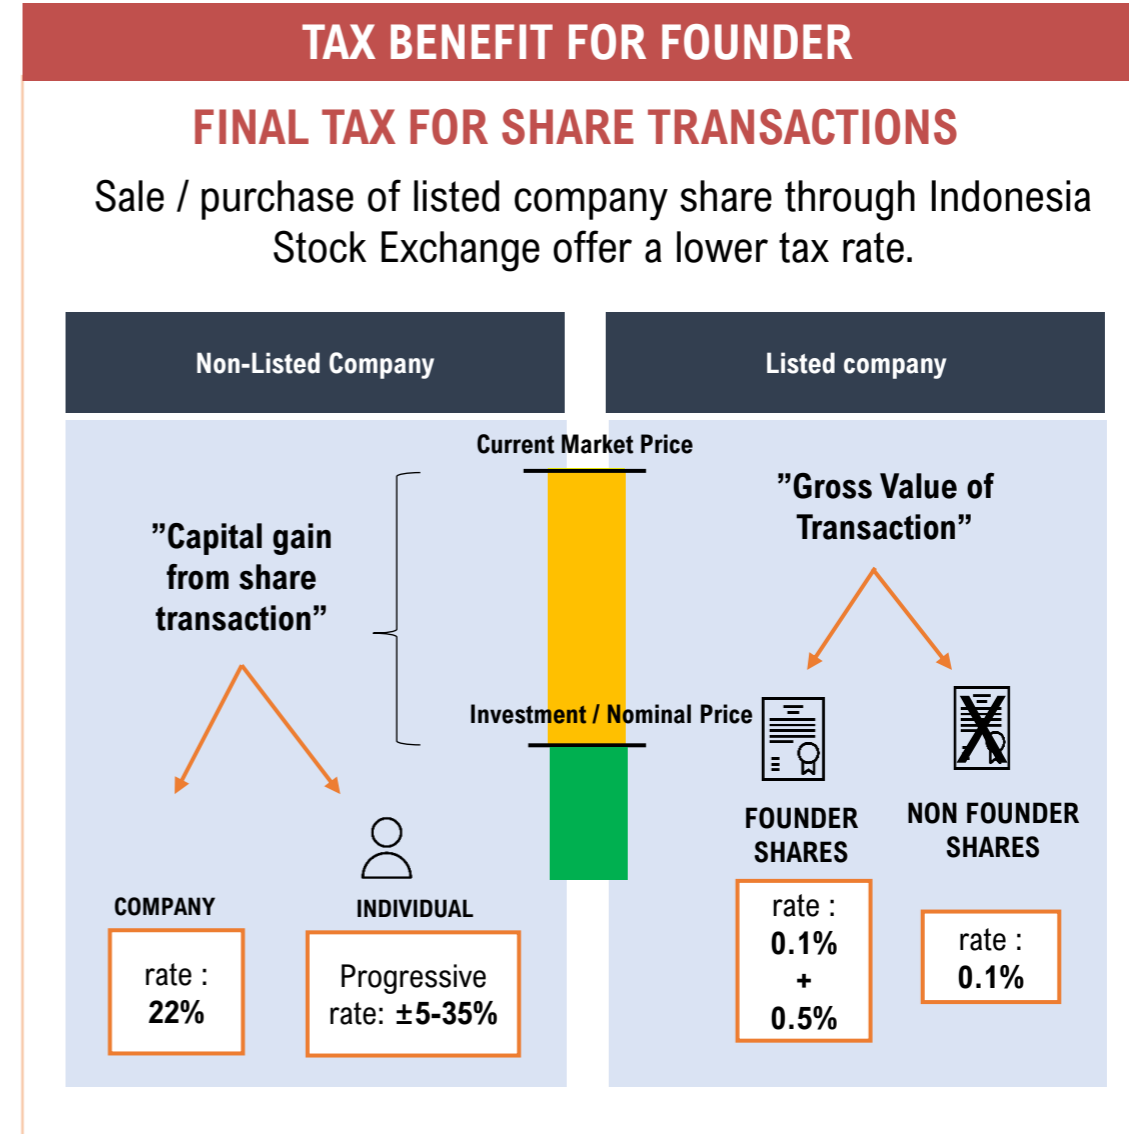 TAX BENEFIT FOR FOUNDER
FINAL TAX FOR SHARE TRANSACTIONS
Sale / purchase of listed company share through Indonesia
Stock Exchange offer a lower tax rate.
Non-Listed Company
Listed company
Current Market Price
”Capital gain
from share
transaction”
”Gross Value of
Transaction”
Investment / Nominal Price
COMPANY
rate :
22%
INDIVIDUAL
Progressive
rate: ±5-35%
FOUNDER
SHARES
rate :
0.1%
+
0.5%
NON FOUNDER
SHARES
rate :
0.1%